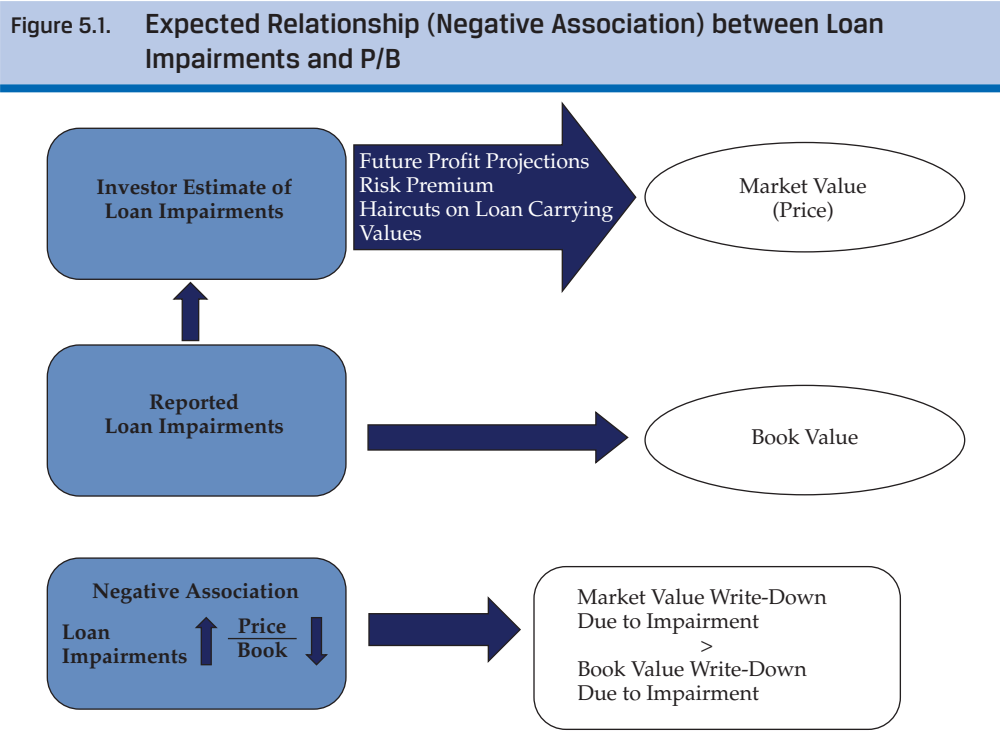 Figure 5.1. Expected Relationship (Negative Association) between Loan
Impairments and P/B
Investor Estimate of
Loan Impairments
Future Profit Projections
Risk Premium
Haircuts on Loan Carrying
Values
Market Value
(Price)
Reported
Loan Impairments
Book Value
Negative Association
Loan
Impairments
Price
Book
Market Value Write-Down
Due to Impairment
>
Book Value Write-Down
Due to Impairment